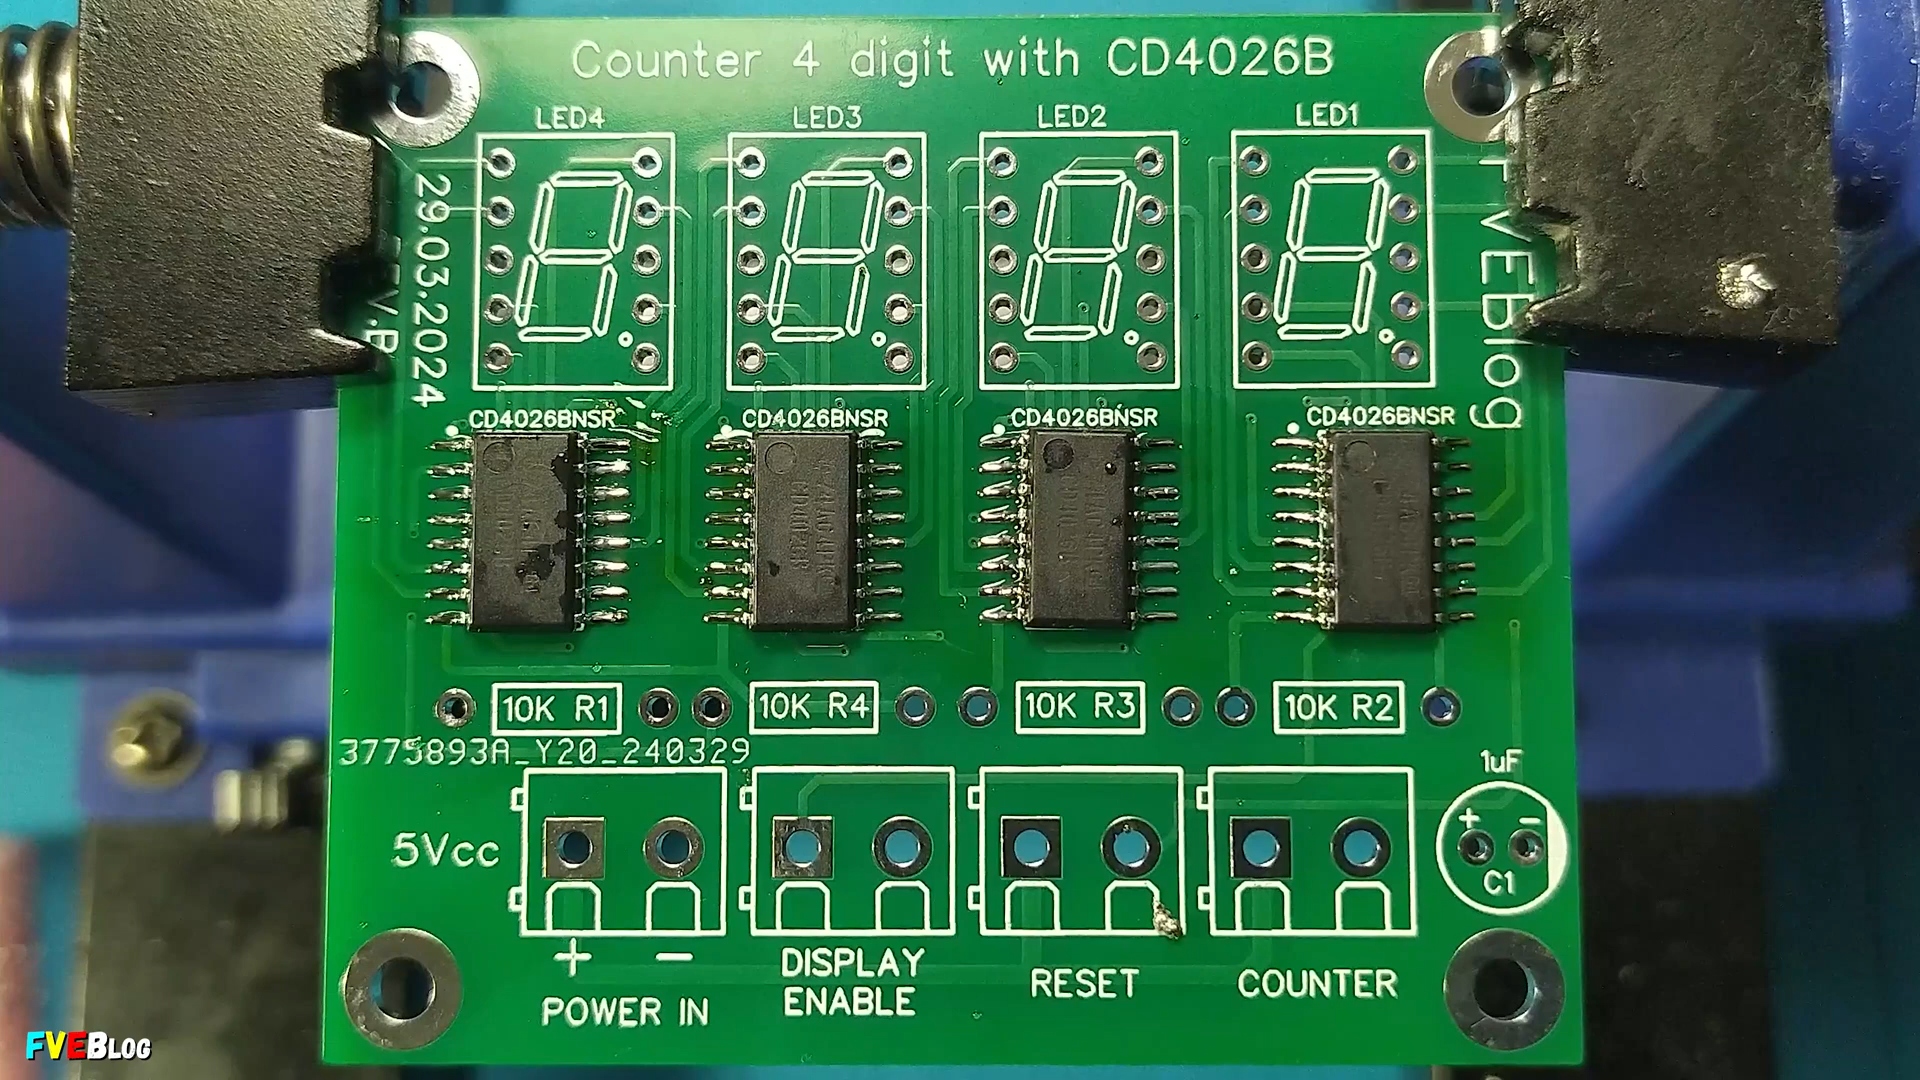 Counter 4 digit with CD4026B
LED4
LED3
LED2
LED1
29.03.2024
FVEBlog
CD4026BNSR
CD4026BNSR
CD4026BNSR
CD4026BNSR
10K R1
10K R4
10K R3
10K R2
3775893A_Y20_240329
1uF
+ -
C1
5Vcc
+ -
POWER IN
DISPLAY
ENABLE
RESET
COUNTER
FVEBLOG